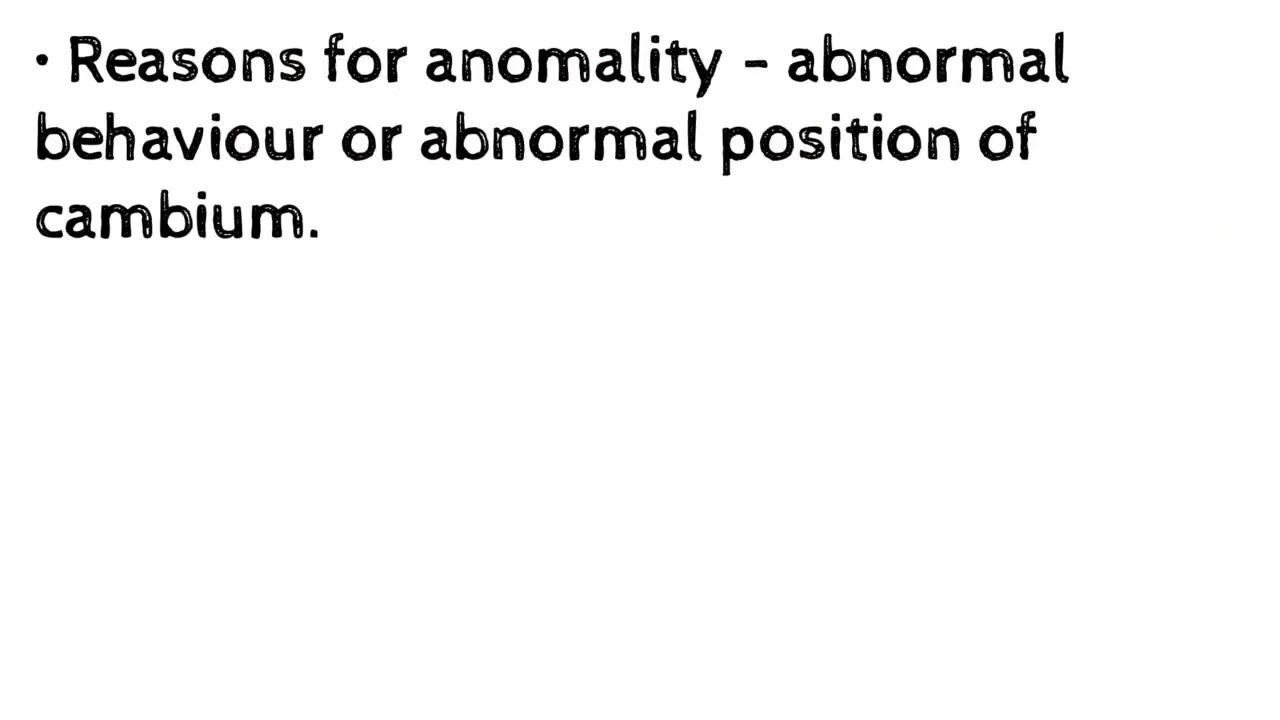 • Reasons for anomality - abnormal
behaviour or abnormal position of
cambium.